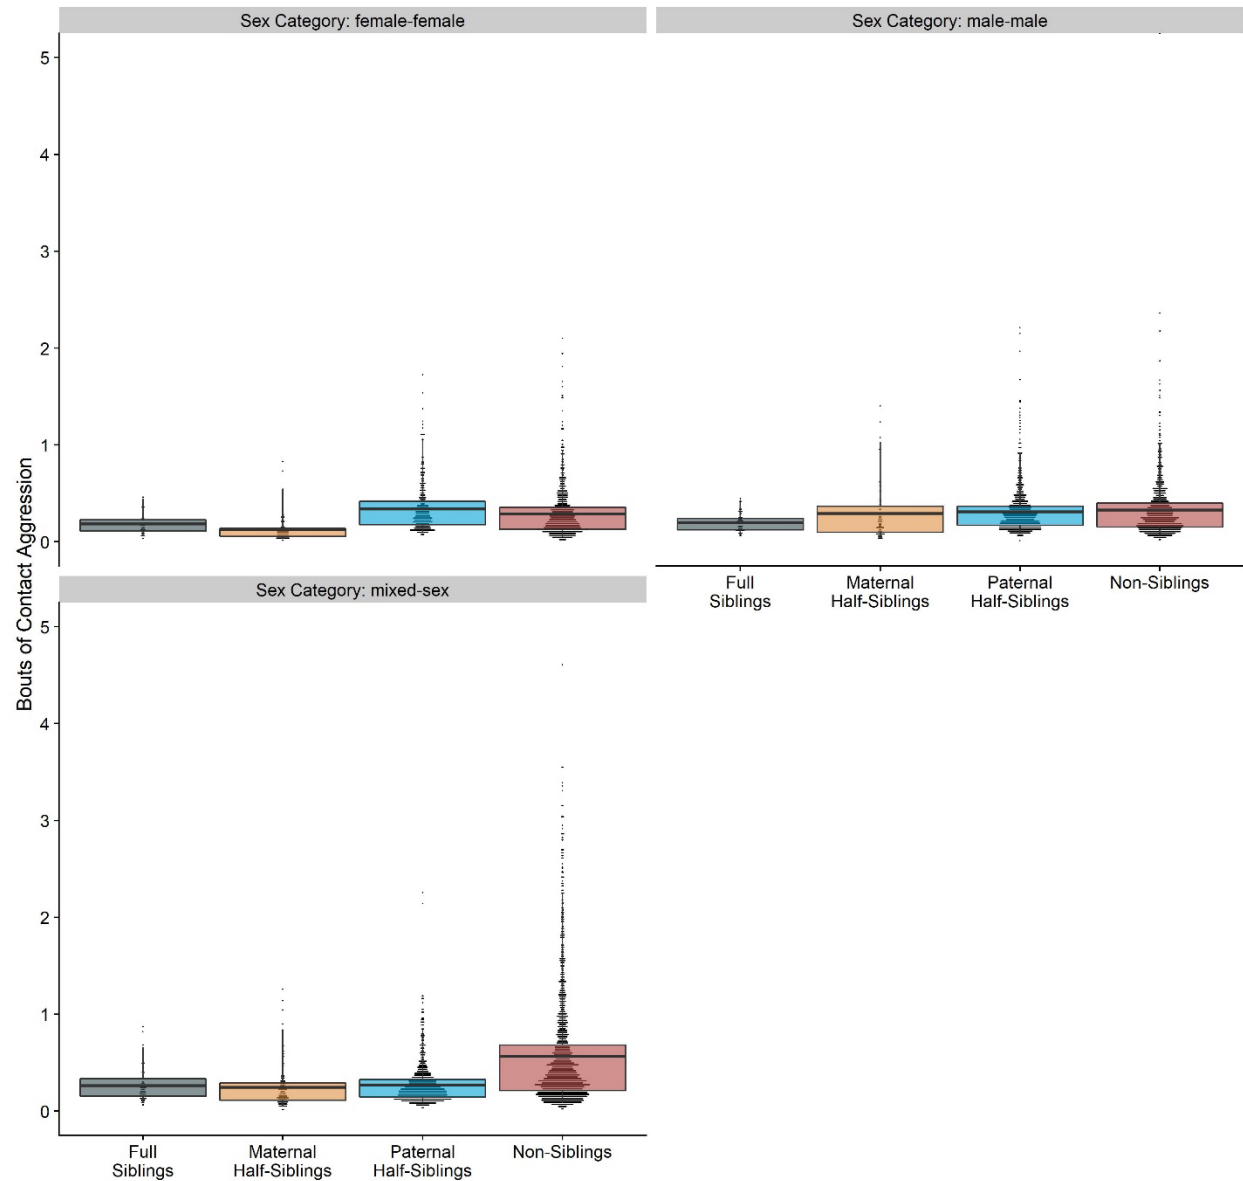 Sex Category: female-female
Sex Category: male-male
5
4
3
2
1
0
Full
Siblings
Maternal
Half-Siblings
Paternal
Half-Siblings
Non-Siblings
Bouts of Contact Aggression
Sex Category: mixed-sex
5
4
3
2
1
0
Full
Siblings
Maternal
Half-Siblings
Paternal
Half-Siblings
Non-Siblings